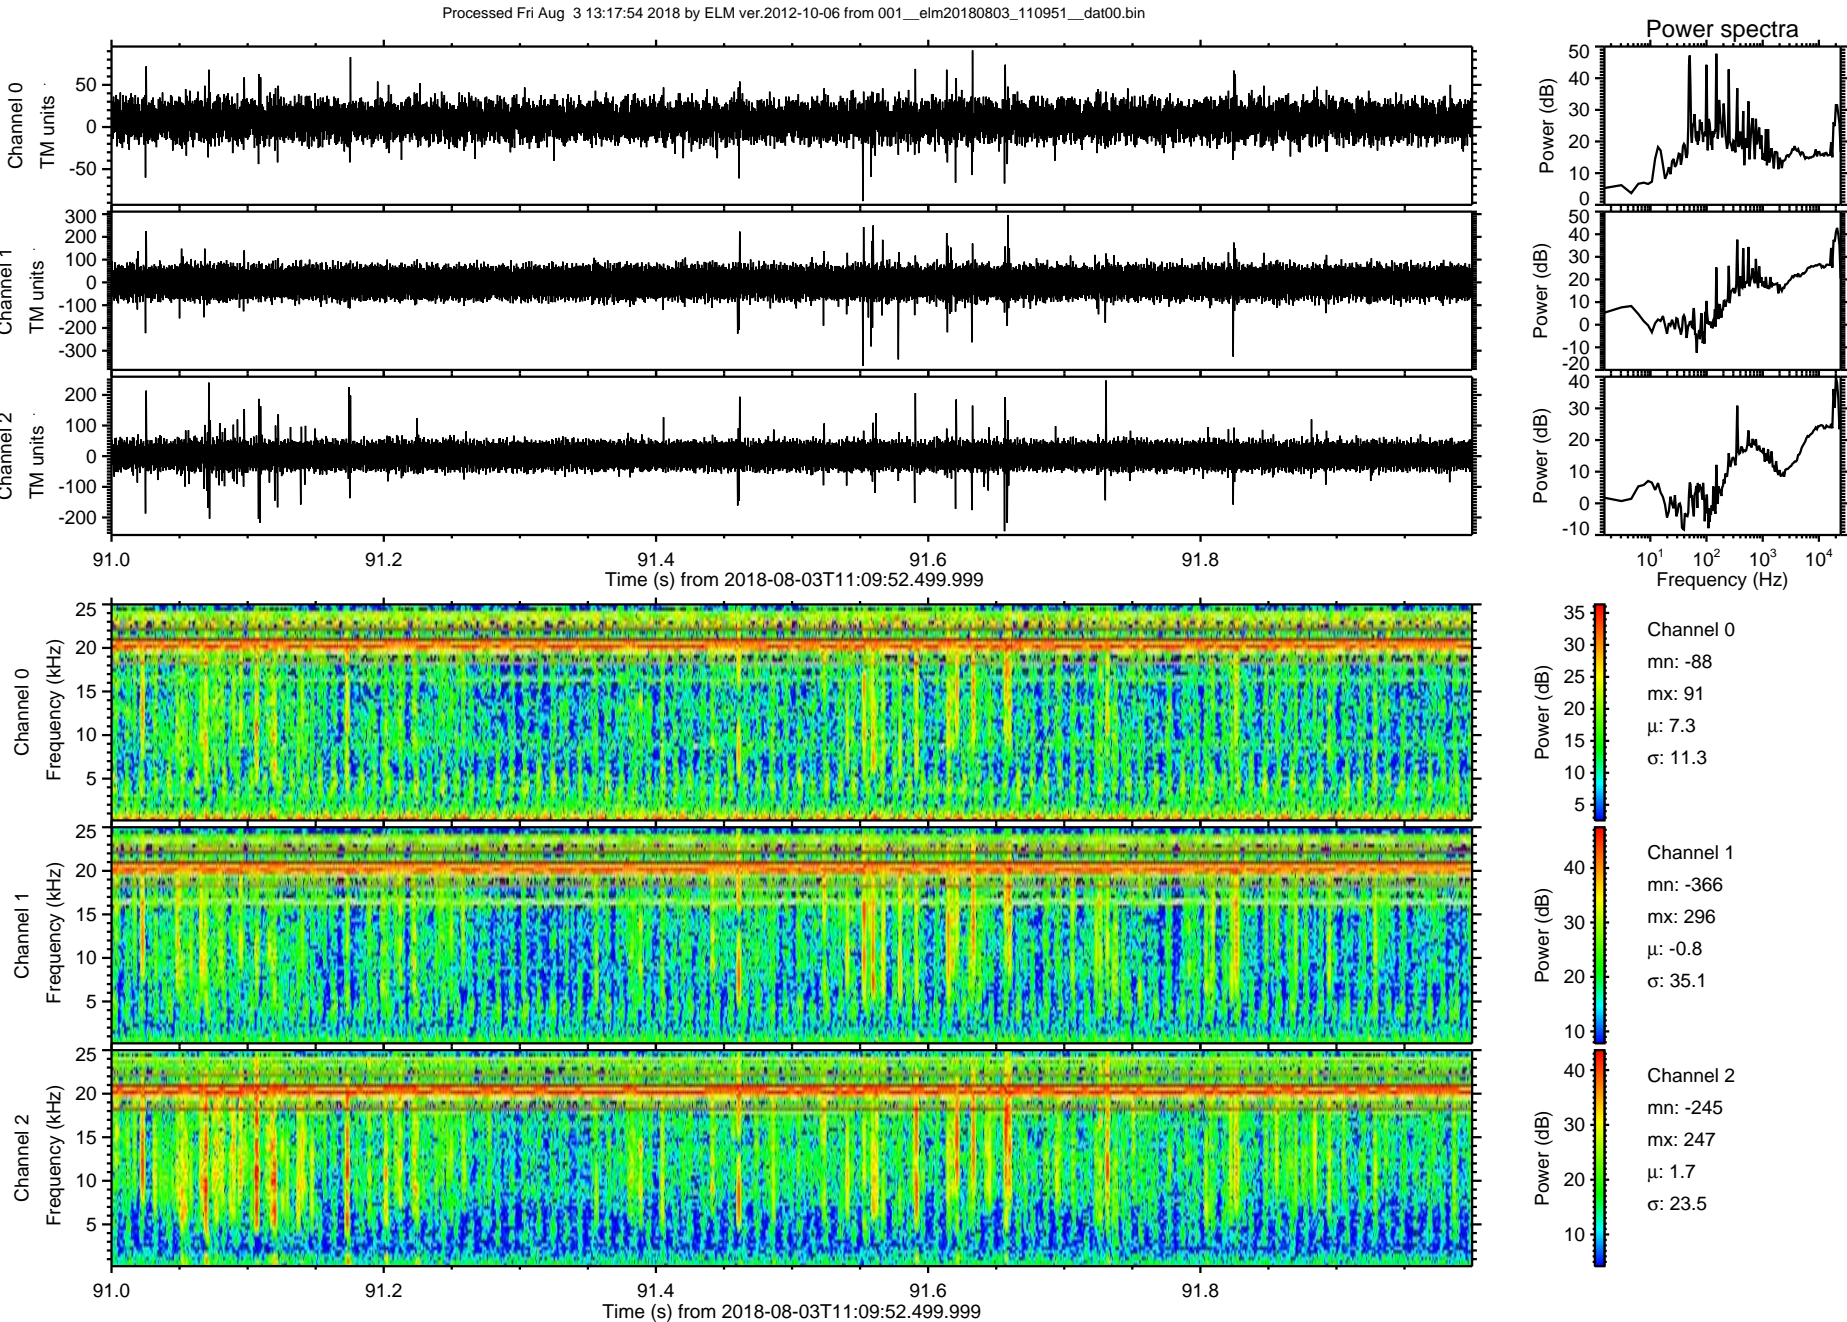 Processed Fri Aug 3 13:17:54 2018 by ELM ver.2012-10-06 from 001__elm20180803_110951__dat00.bin
Power spectra
Channel 0
TM units
50
0
-50
Power (dB)
50
40
30
20
10
0
Channel 1
TM units
300
200
100
0
-100
-200
-300
Power (dB)
50
40
30
20
10
0
-10
-20
Channel 2
TM units
200
100
0
-100
-200
Power (dB)
40
30
20
10
0
-10
91.0 91.2 91.4 91.6 91.8
Time (s) from 2018-08-03T11:09:52.499.999
10^1 10^2 10^3 10^4
Frequency (Hz)
Channel 0
Frequency (kHz)
25
20
15
10
5
Power (dB)
35
30
25
20
15
10
5
Channel 0
mn: -88
mx: 91
μ: 7.3
σ: 11.3
Channel 1
Frequency (kHz)
25
20
15
10
5
Power (dB)
40
30
20
10
Channel 1
mn: -366
mx: 296
μ: -0.8
σ: 35.1
Channel 2
Frequency (kHz)
25
20
15
10
5
Power (dB)
40
30
20
10
Channel 2
mn: -245
mx: 247
μ: 1.7
σ: 23.5
91.0 91.2 91.4 91.6 91.8
Time (s) from 2018-08-03T11:09:52.499.999